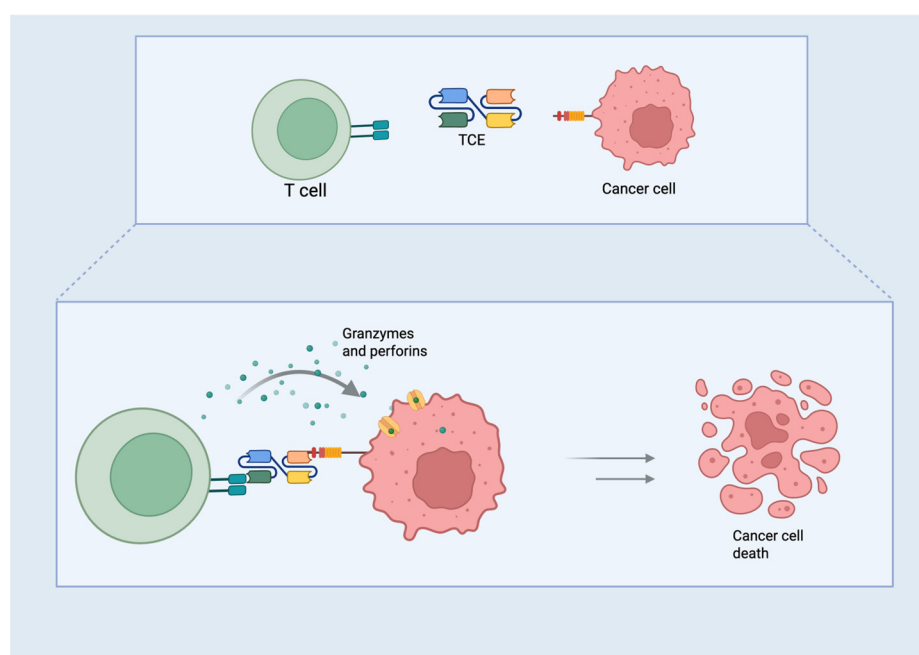 TCE
T cell
Cancer cell
Granzymes
and perforins
Cancer cell
death